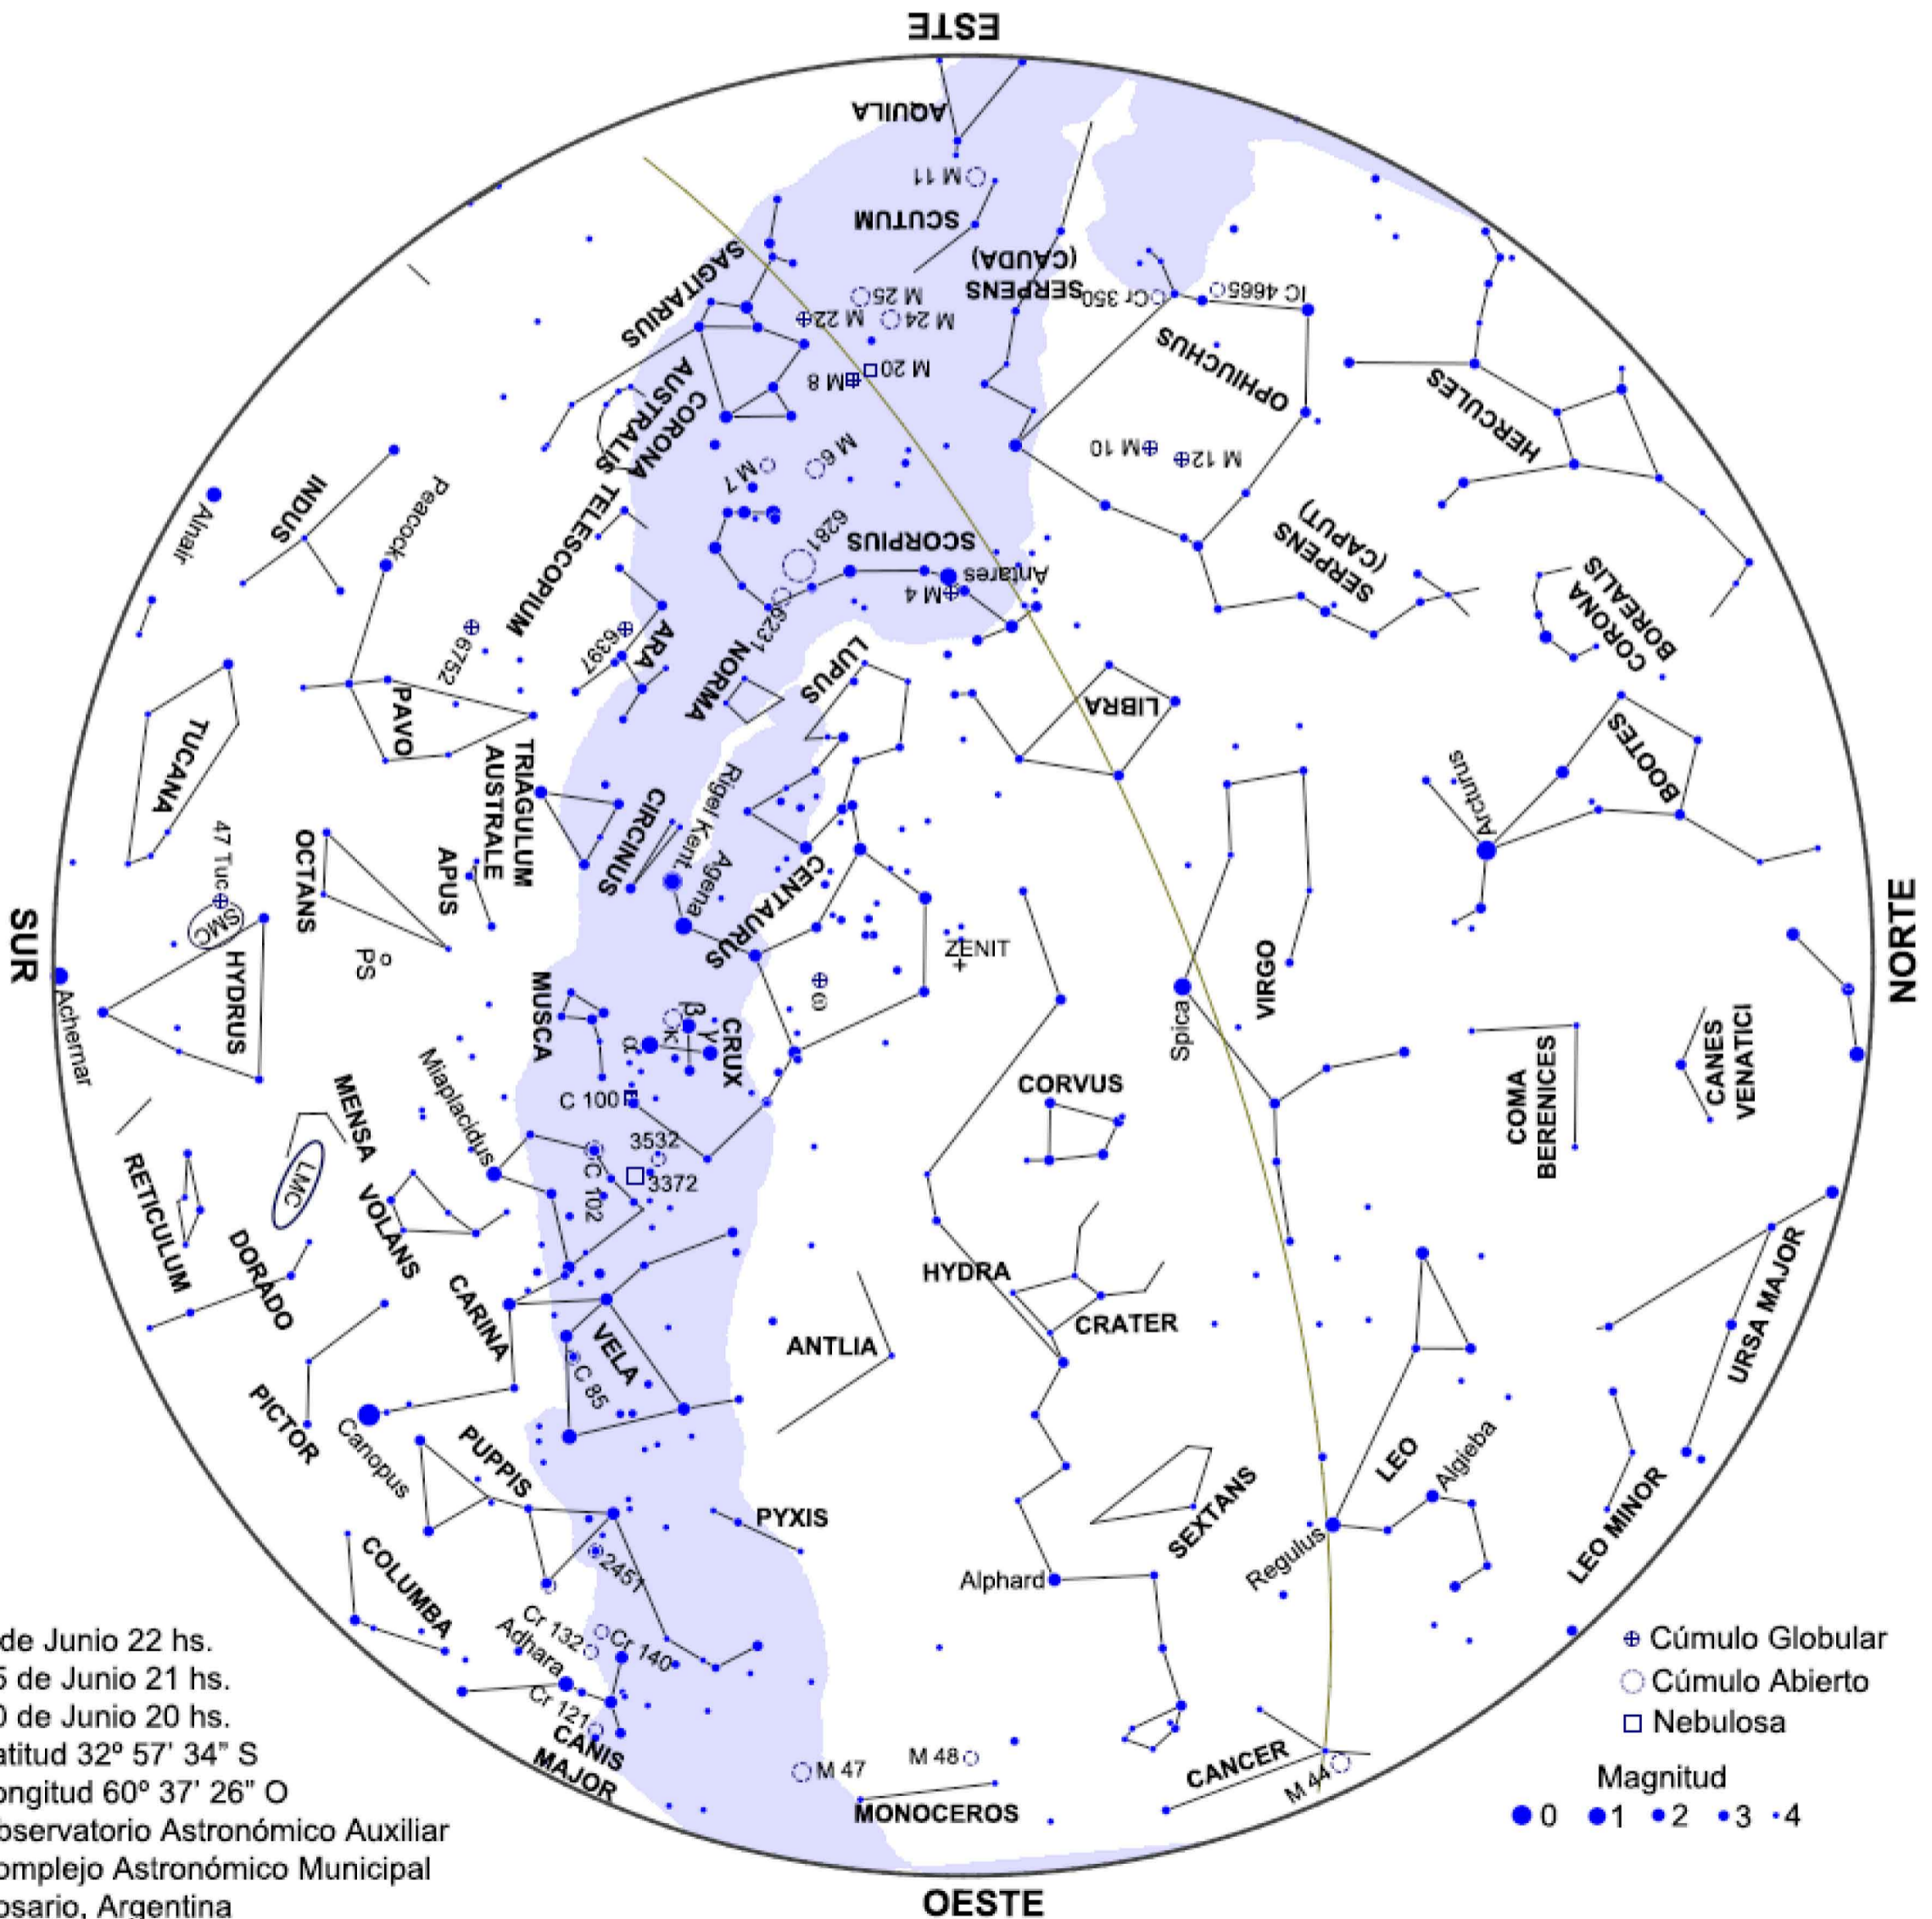 ESTE
AQUILA
M 11
SCUTUM
SERPENS
(CAUDA)
SAGITARIUS
M 25
M 24
M 22
M 20
M 8
Cr 350
IC 4665
OPHIUCHUS
HERCULES
CORONA
AUSTRALIS
M 10
M 12
M 6
M 7
INDUS
Alnair
Peacock
TELESCOPIUM
6281
SCORPIUS
Antares
M 4
SERPENS
(CAPUT)
CORONA
BOREALIS
6752
6397
ARA
6231
NORMA
LUPUS
LIBRA
TUCANA
PAVO
TRIAGULUM
AUSTRALE
CIRCINUS
Rigel Kent.
Agena
CENTAURUS
Arcturus
BOOTES
47 Tuc
SMC
OCTANS
APUS
SUR
HYDRUS
PS
Achernar
MUSCA
ω
ZENIT
Spica
VIRGO
NORTE
α
β
γ
κ
CRUX
CORVUS
COMA
BERENICES
CANES
VENATICI
MENSA
Miaplacidus
C 100
3532
3372
C 102
RETICULUM
LMC
VOLANS
DORADO
CARINA
HYDRA
CRATER
URSA MAJOR
VELA
C 85
ANTLIA
PICTOR
Canopus
PUPPIS
PYXIS
SEXTANS
LEO
Algieba
LEO MINOR
COLUMBA
2451
Alphard
Regulus
Cr 132
Cr 140
Adhara
Cr 121
CANIS
MAJOR
M 47
M 48
MONOCEROS
CANCER
M 44
OESTE
de Junio 22 hs.
5 de Junio 21 hs.
0 de Junio 20 hs.
atitud 32º 57' 34” S
ongitud 60º 37' 26" O
bservatorio Astronómico Auxiliar
omplejo Astronómico Municipal
osario, Argentina
Cúmulo Globular
Cúmulo Abierto
Nebulosa
Magnitud
0 1 2 3 4